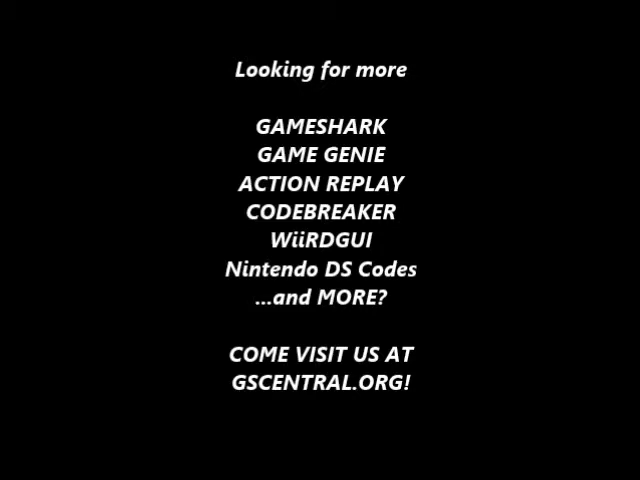 Looking for more
GAMESHARK
GAME GENIE
ACTION REPLAY
CODEBREAKER
WiiRDGUI
Nintendo DS Codes
...and MORE?
COME VISIT US AT
GSCENTRAL.ORG!